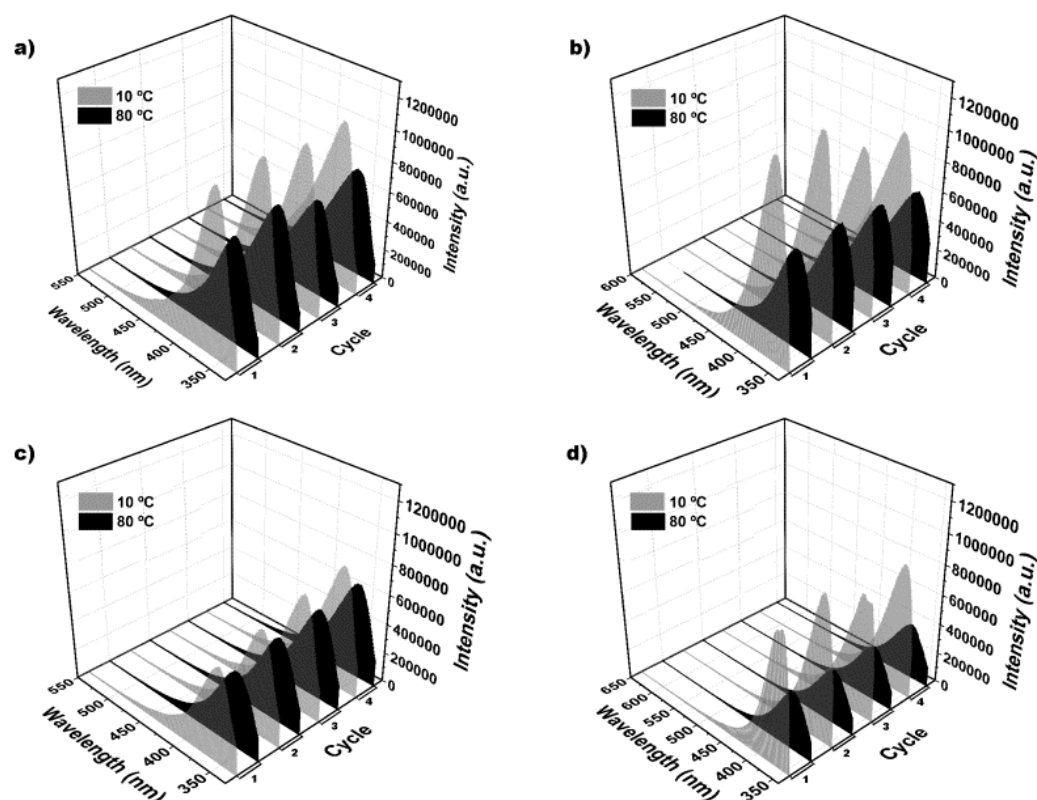 a)
10 ºC
80 ºC
1200000
1000000
800000
600000
400000
200000
0
Intensity (a.u.)
550
500
450
400
350
Wavelength (nm)
1
2
3
4
Cycle
b)
10 ºC
80 ºC
1200000
1000000
800000
600000
400000
200000
0
Intensity (a.u.)
600
550
500
450
400
350
Wavelength (nm)
1
2
3
4
Cycle
c)
10 ºC
80 ºC
1200000
1000000
800000
600000
400000
200000
0
Intensity (a.u.)
550
500
450
400
350
Wavelength (nm)
1
2
3
4
Cycle
d)
10 ºC
80 ºC
1200000
1000000
800000
600000
400000
200000
0
Intensity (a.u.)
650
600
550
500
450
400
350
Wavelength (nm)
1
2
3
4
Cycle